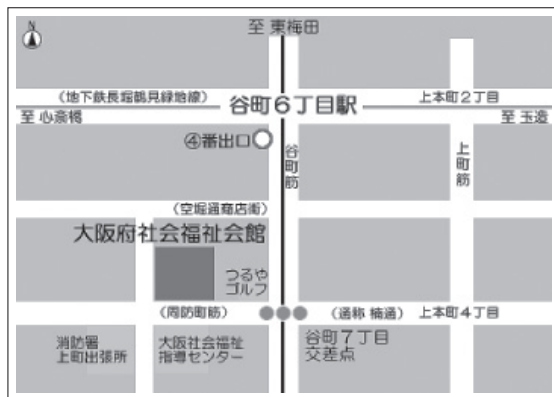 N
至 東梅田
(地下鉄長堀鶴見緑地線)
谷町6丁目駅
上本町2丁目
至 心斎橋
至 玉造
④番出口
谷町筋
上町筋
(空堀通商店街)
大阪府社会福祉会館
つるや
ゴルフ
(周防町筋)
(通称 楠通)
上本町4丁目
消防署
上町出張所
大阪社会福祉
指導センター
谷町7丁目
交差点